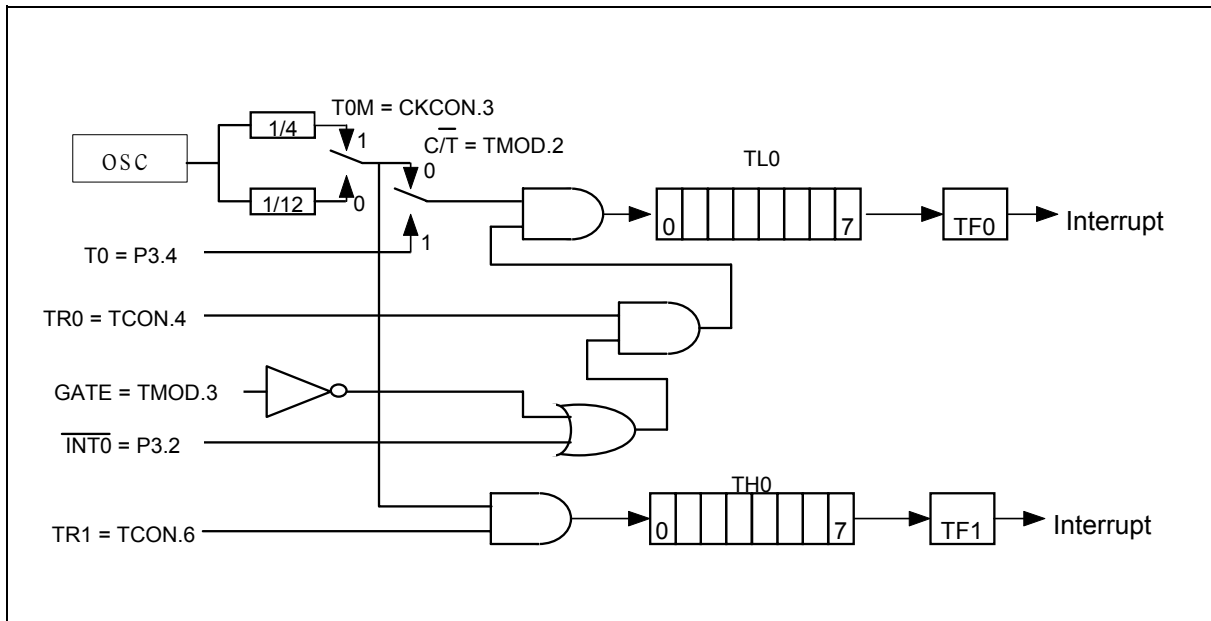 T0M = CKCON.3
1/4
1
C/T = TMOD.2
OSC
0
TL0
1/12
0
0
7
TF0
Interrupt
T0 = P3.4
1
TR0 = TCON.4
GATE = TMOD.3
INT0 = P3.2
TH0
TR1 = TCON.6
0
7
TF1
Interrupt